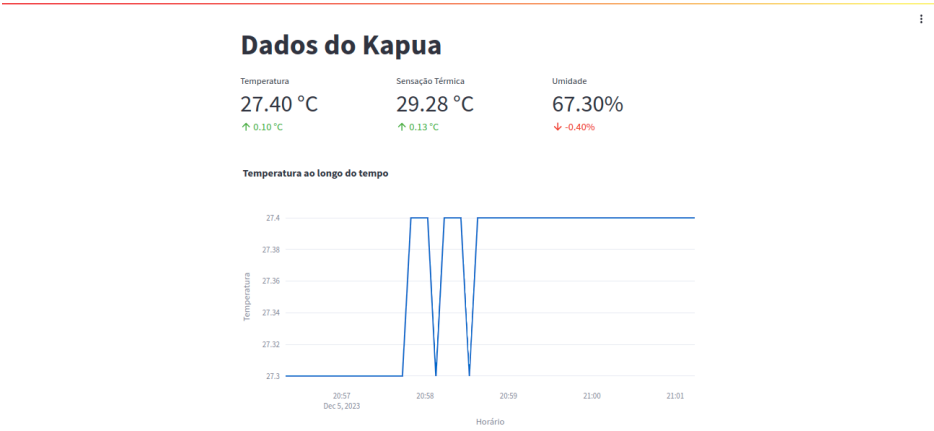 Dados do Kapua
Temperatura Sensação Térmica Umidade
27.40 °C 29.28 °C 67.30%
↑ 0.10 °C ↑ 0.13 °C ↓ -0.40%
Temperatura ao longo do tempo
27.4
27.38
27.36
27.34
27.32
27.3
Temperatura
20:57 20:58 20:59 21:00 21:01
Dec 5, 2023
Horário